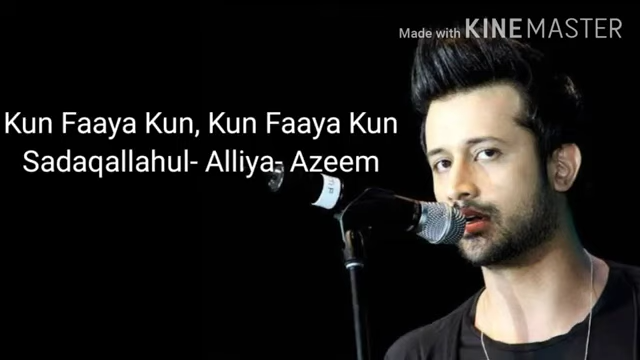 Made with KINEMASTER
Kun Faaya Kun, Kun Faaya Kun
Sadaqallahul- Alliya- Azeem